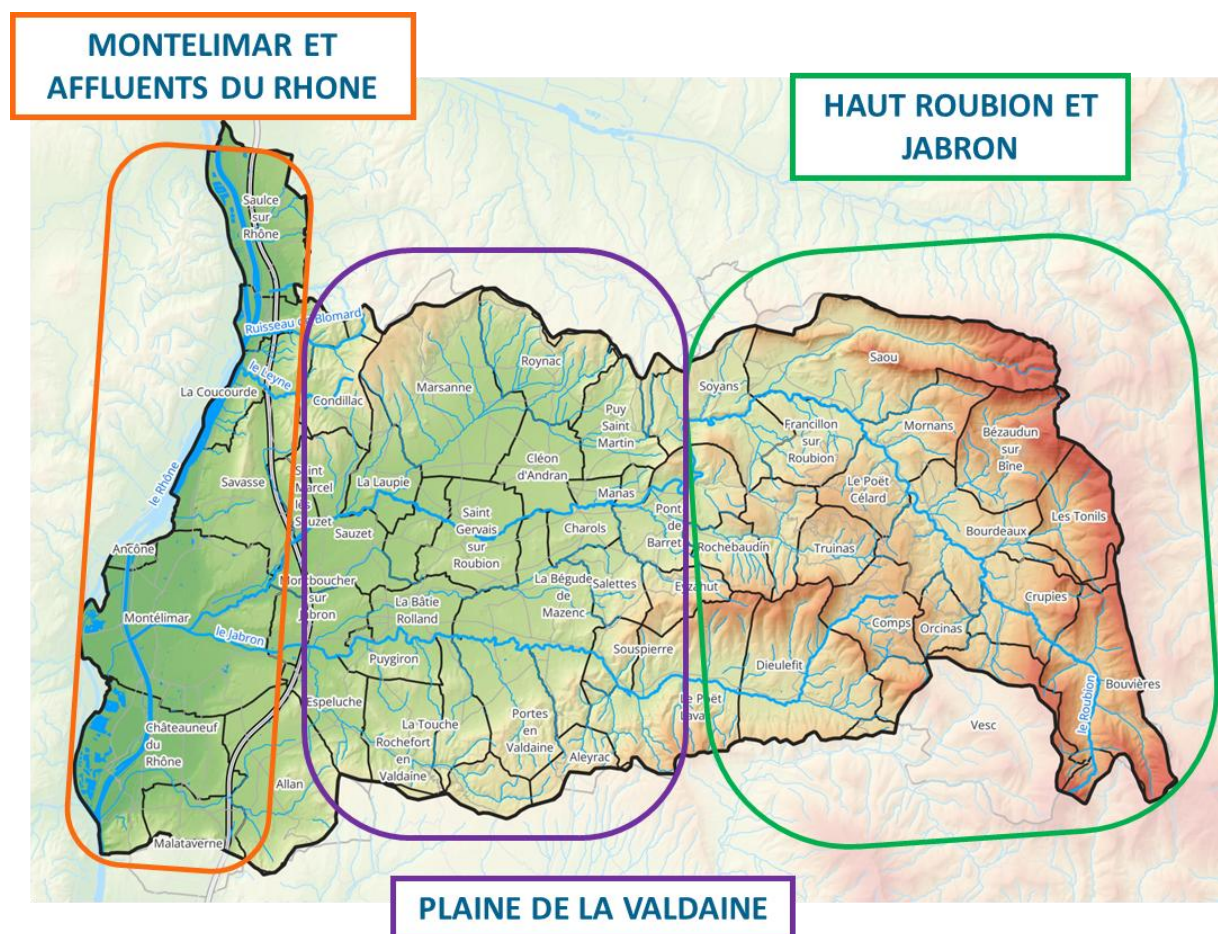 MONTELIMAR ET
AFFLUENTS DU RHONE
HAUT ROUBION ET
JABRON
Saulce
sur
Rhône
Ruisseau de Blomard
le Leyne
La Coucourde
Condillac
Marsanne
Roynac
Puy
Saint
Martin
Soyans
Saou
Francillon
sur
Roubion
Mornans
Bézaudun
sur
Bîne
le Rhône
Savasse
Saint
Marcel
lès
Sauzet
La Laupie
Cléon
d'Andran
Manas
Le Poët
Célard
Les Tonils
Sauzet
Saint
Gervais
sur
Roubion
Charols
Pont
de
Barret
Rochebaudin
Truinas
Bourdeaux
Ancône
Montboucher
sur
Jabron
La Bâtie
Rolland
La Bégude
de
Mazenc
Salettes
Eyzahut
Crupies
Montélimar
le Jabron
Puygiron
Souspierre
Dieulefit
Comps
Orcinas
Bouvières
le Roubion
Châteauneuf
du
Rhône
Espeluche
La Touche
Rochefort
en
Valdaine
Portes
en
Valdaine
Aleyrac
Le Poët
Laval
Vesc
Allan
Malataverne
PLAINE DE LA VALDAINE